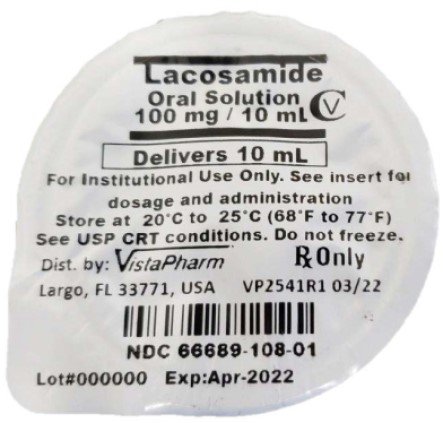 Lacosamide
Oral Solution
100 mg / 10 mL CV
Delivers 10 mL
For Institutional Use Only. See insert for
dosage and administration
Store at 20°C to 25°C (68°F to 77°F)
See USP CRT conditions. Do not freeze.
Dist. by: VistaPharm Rx Only
Largo, FL 33771, USA VP2541R1 03/22
NDC 66689-108-01
Lot#000000 Exp:Apr-2022